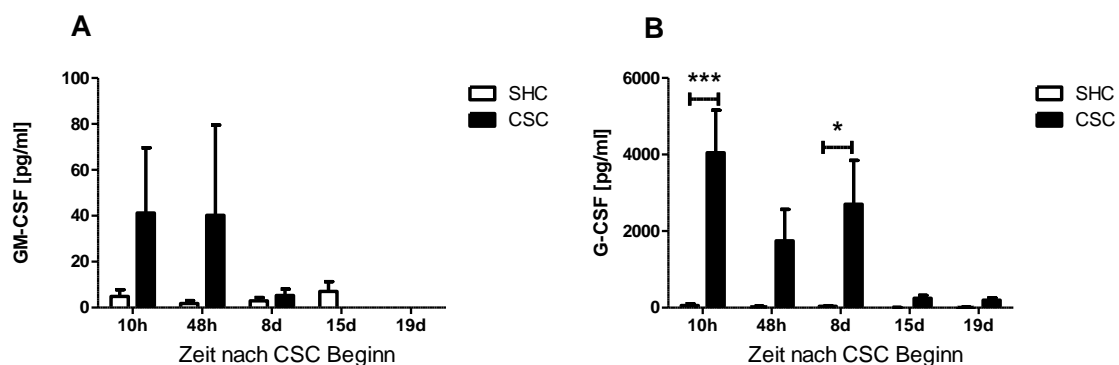 A
100
80
60
40
20
0
GM-CSF [pg/ml]
10h 48h 8d 15d 19d
Zeit nach CSC Beginn
SHC
CSC
B
6000
4000
2000
0
G-CSF [pg/ml]
***
*
10h 48h 8d 15d 19d
Zeit nach CSC Beginn
SHC
CSC